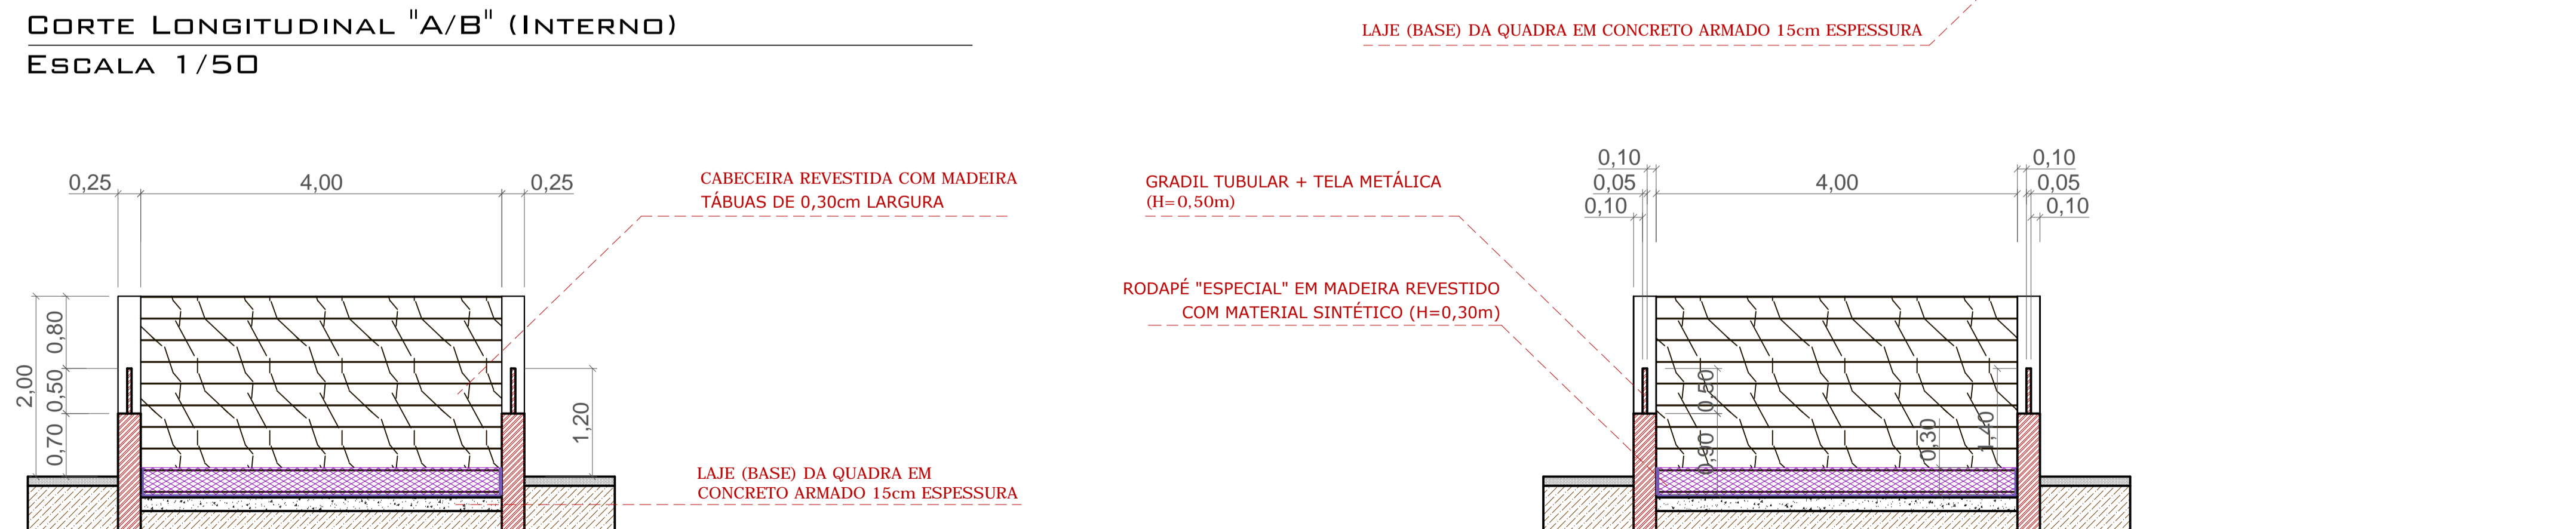 CORTE LONGITUDINAL "A/B" (INTERNO)
ESCALA 1/50
LAJE (BASE) DA QUADRA EM CONCRETO ARMADO 15cm ESPESSURA
0,25
4,00
0,25
CABECEIRA REVESTIDA COM MADEIRA
TÁBUAS DE 0,30cm LARGURA
2,00
0,80
0,50
0,70
1,20
LAJE (BASE) DA QUADRA EM
CONCRETO ARMADO 15cm ESPESSURA
GRADIL TUBULAR + TELA METÁLICA
(H=0,50m)
RODAPÉ "ESPECIAL" EM MADEIRA REVESTIDO
COM MATERIAL SINTÉTICO (H=0,30m)
0,10
0,05
0,10
4,00
0,10
0,05
0,10
0,50
0,90
0,30
1,40